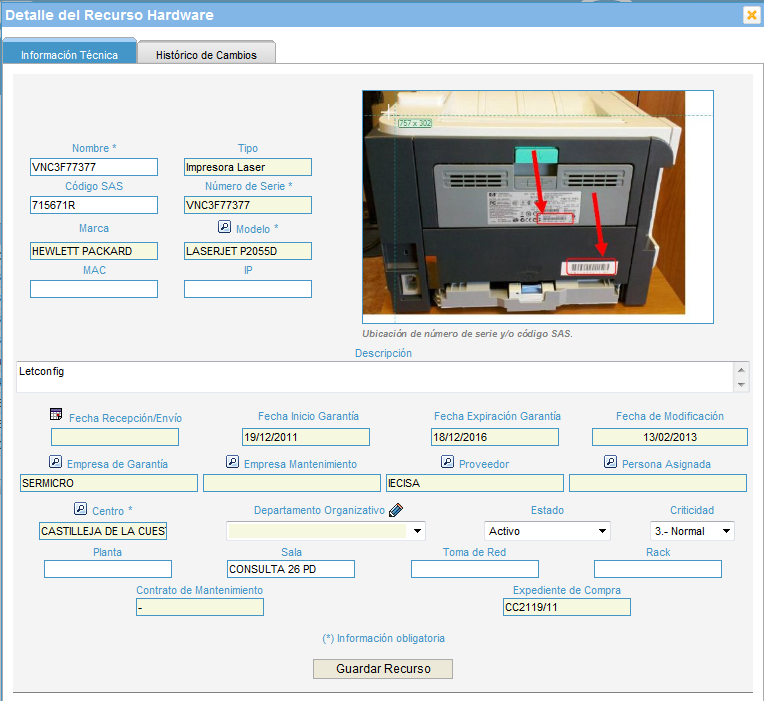 Detalle del Recurso Hardware
Información Técnica
Histórico de Cambios
757 x 302
Nombre *
Tipo
VNC3F77377
Impresora Laser
Código SAS
Número de Serie *
715671R
VNC3F77377
Marca
Modelo *
HEWLETT PACKARD
LASERJET P2055D
MAC
IP
Ubicación de número de serie y/o código SAS.
Descripción
Letconfig
Fecha Recepción/Envío
Fecha Inicio Garantía
Fecha Expiración Garantía
Fecha de Modificación
19/12/2011
18/12/2016
13/02/2013
Empresa de Garantía
Empresa Mantenimiento
Proveedor
Persona Asignada
SERMICRO
IECISA
Centro *
Departamento Organizativo
Estado
Criticidad
CASTILLEJA DE LA CUES
Activo
3.- Normal
Planta
Sala
Toma de Red
Rack
CONSULTA 26 PD
Contrato de Mantenimiento
Expediente de Compra
-
CC2119/11
(*) Información obligatoria
Guardar Recurso